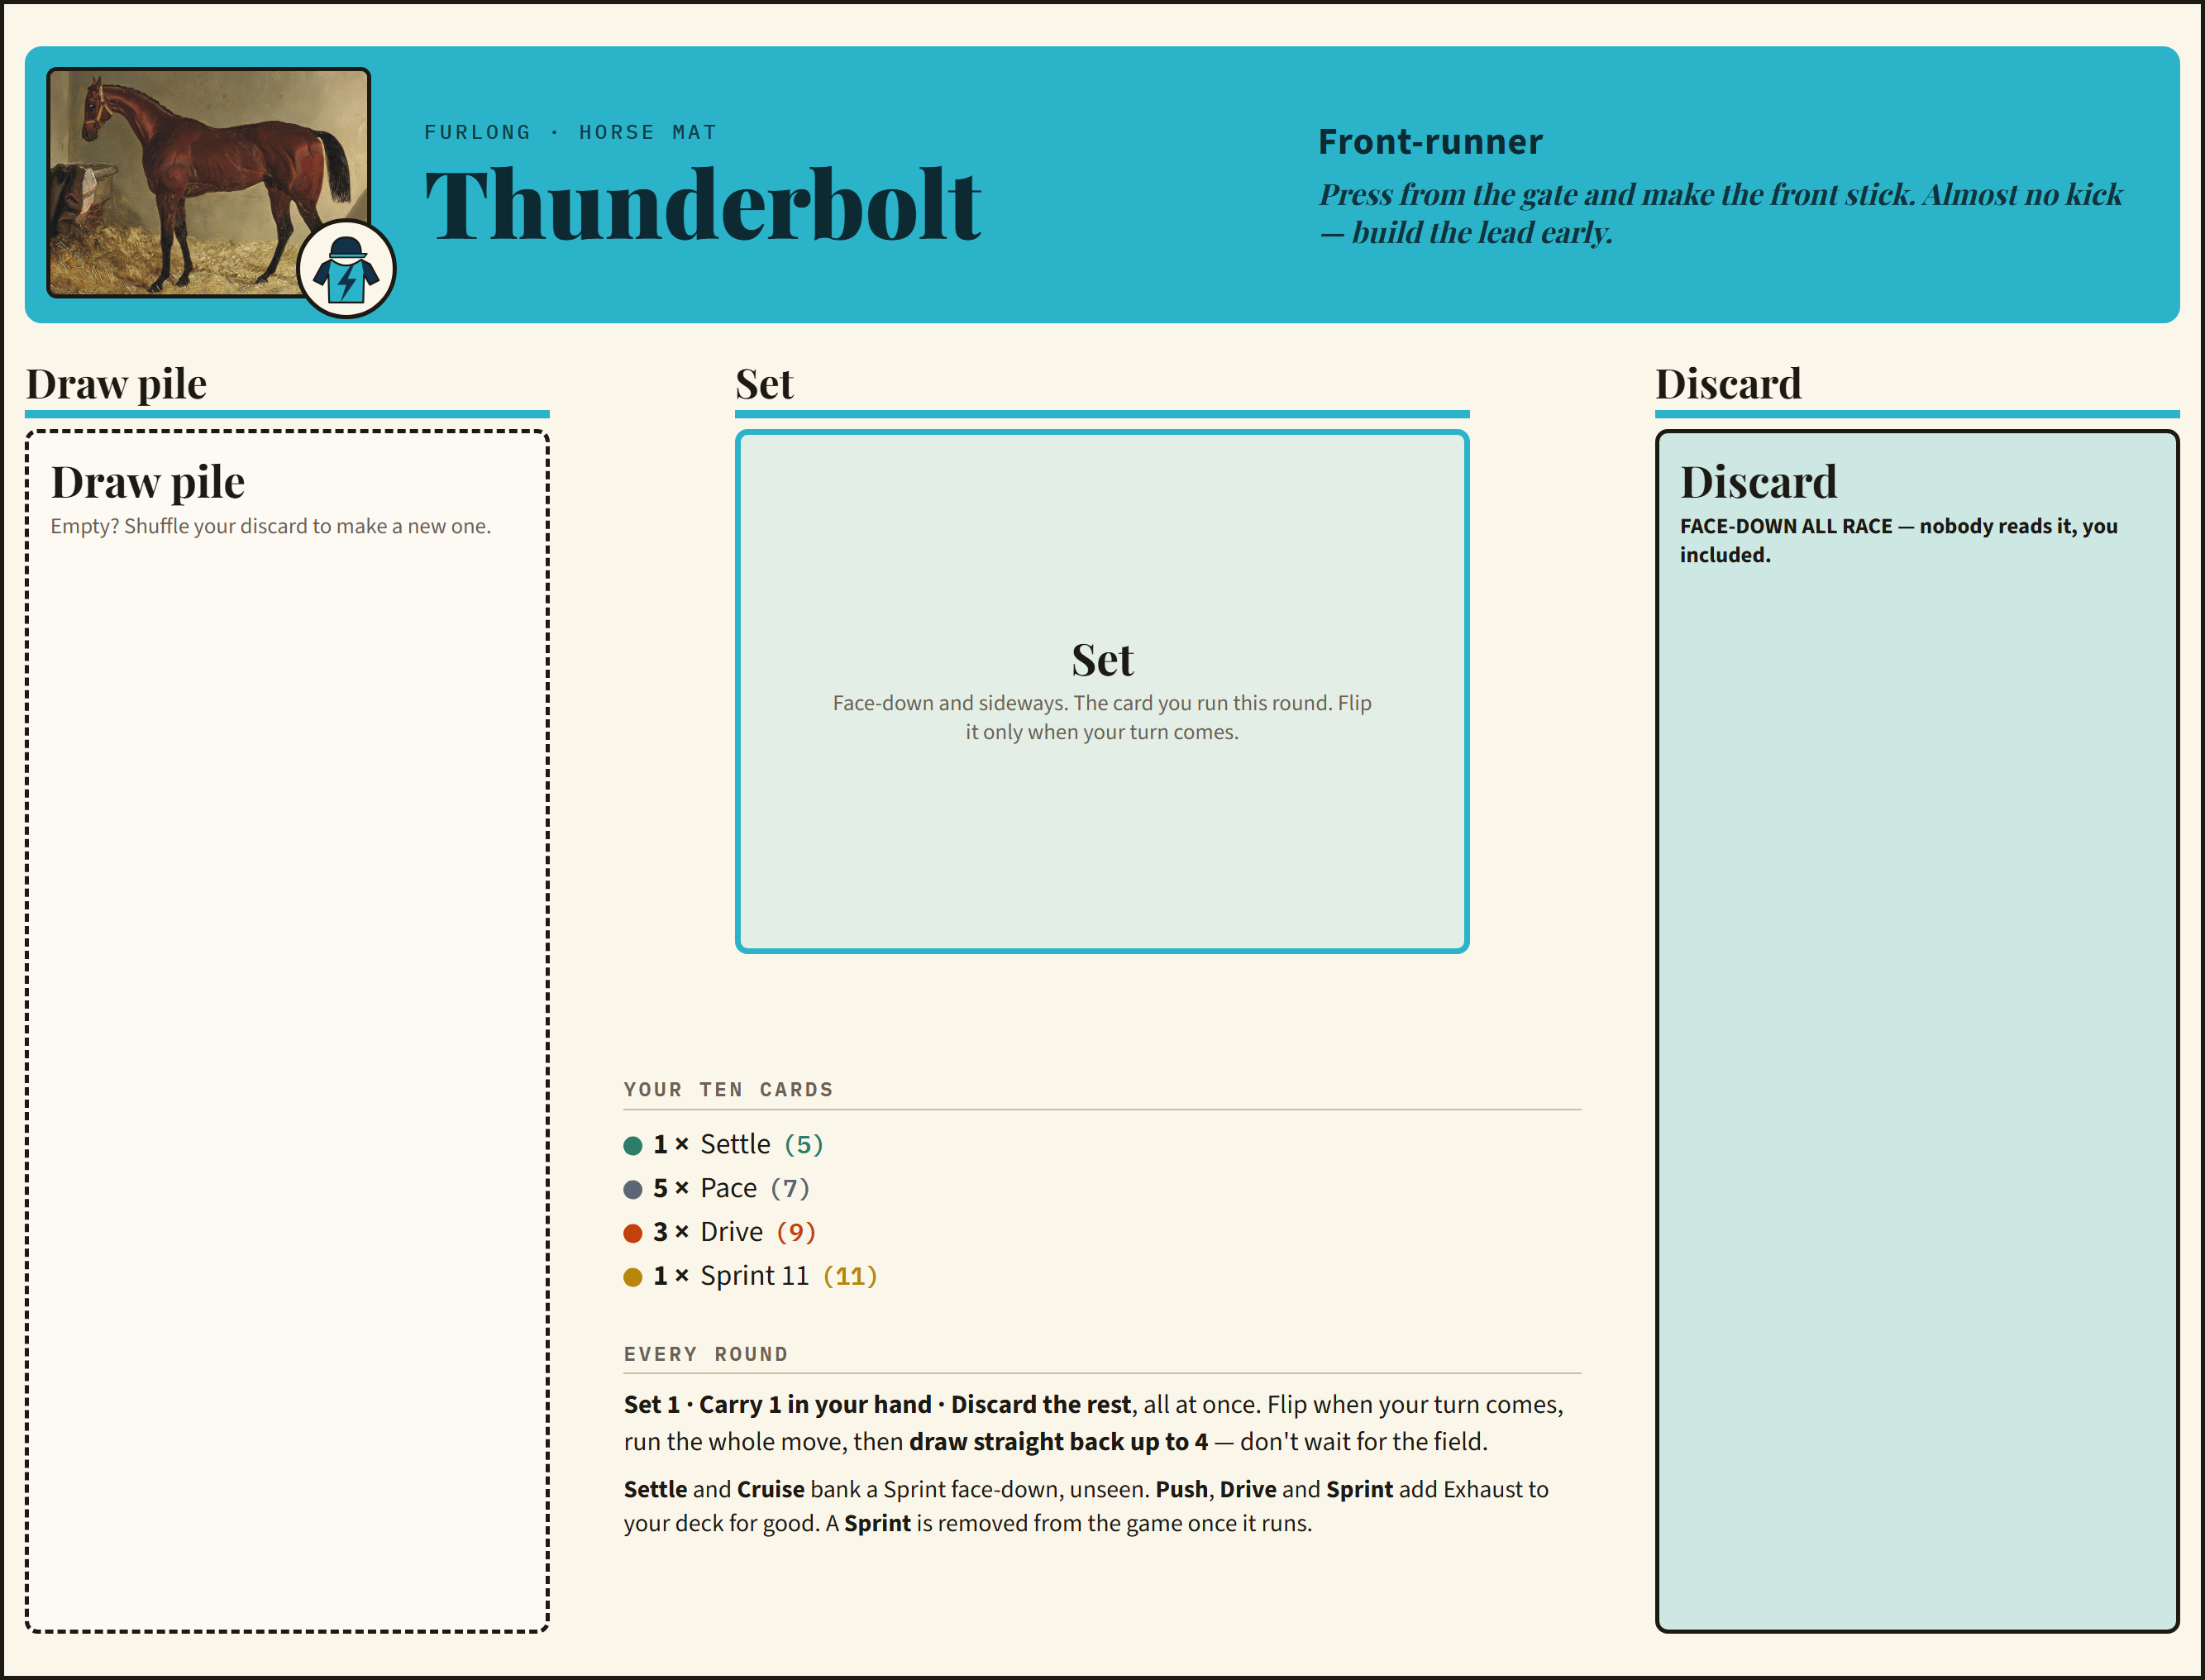 FURLONG · HORSE MAT
Thunderbolt
Front-runner
Press from the gate and make the front stick. Almost no kick
— build the lead early.
Draw pile
Draw pile
Empty? Shuffle your discard to make a new one.
Set
Set
Face-down and sideways. The card you run this round. Flip
it only when your turn comes.
Discard
Discard
FACE-DOWN ALL RACE — nobody reads it, you
included.
YOUR TEN CARDS
1 × Settle (5)
5 × Pace (7)
3 × Drive (9)
1 × Sprint 11 (11)
EVERY ROUND
Set 1 · Carry 1 in your hand · Discard the rest, all at once. Flip when your turn comes,
run the whole move, then draw straight back up to 4 — don't wait for the field.
Settle and Cruise bank a Sprint face-down, unseen. Push, Drive and Sprint add Exhaust to
your deck for good. A Sprint is removed from the game once it runs.